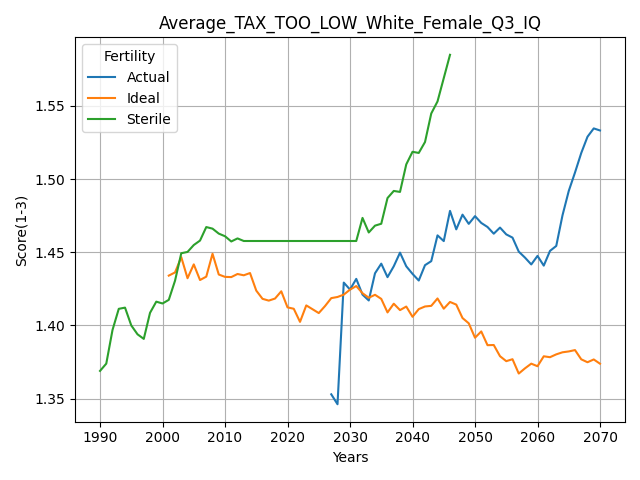 Average_TAX_TOO_LOW_White_Female_Q3_IQ
Fertility
Actual
Ideal
Sterile
Score(1-3)
1.55
1.50
1.45
1.40
1.35
1990 2000 2010 2020 2030 2040 2050 2060 2070
Years